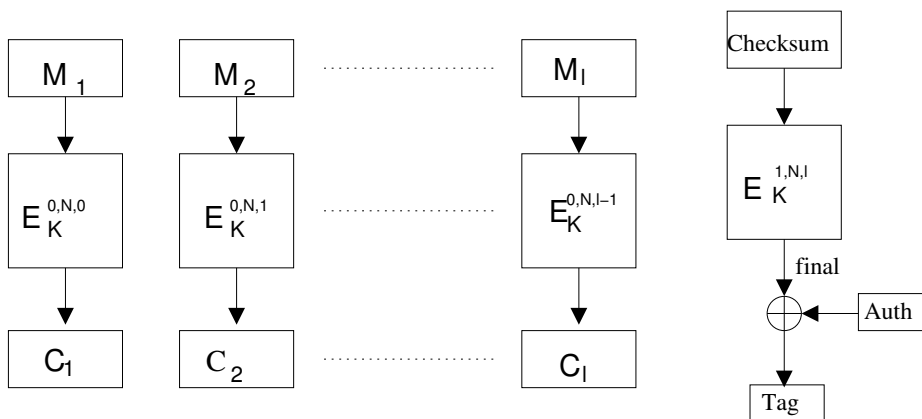 M1 M2 Ml Checksum
E K 0,N,0 E K 0,N,1 E K 0,N,l−1 E K 1,N,l
final
Auth
C1 C2 Cl
Tag